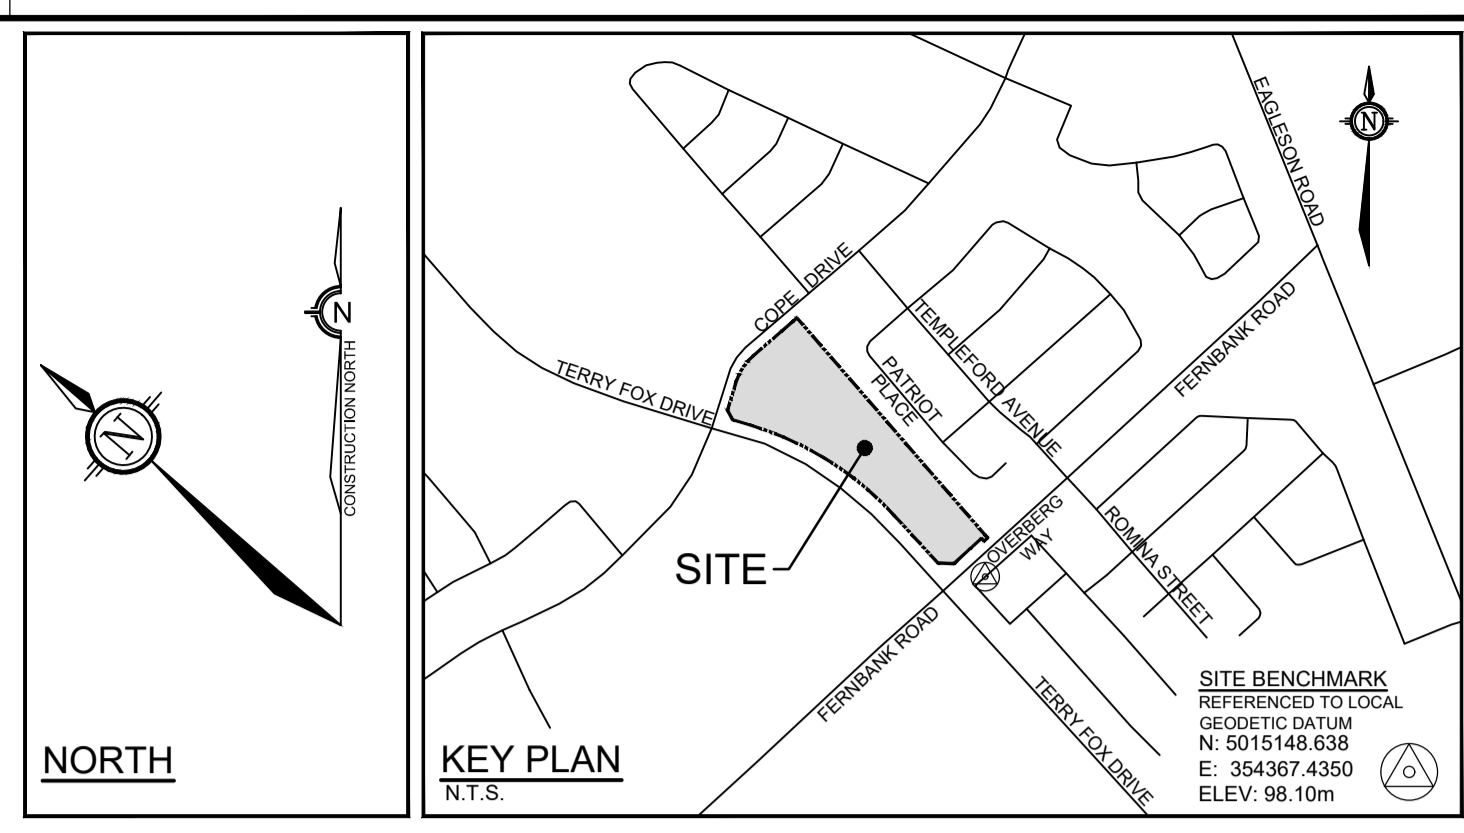 N
N
CONSTRUCTION NORTH
NORTH
EAGLESON ROAD
N
COPE DRIVE
TERRY FOX DRIVE
TEMPLEFORD AVENUE
PATRIOT
PLACE
FERNBANK ROAD
SITE
OVERBERG
WAY
ROMINA STREET
FERNBANK ROAD
TERRY FOX DRIVE
KEY PLAN
N.T.S.
SITE BENCHMARK
REFERENCED TO LOCAL
GEODETIC DATUM
N: 5015148.638
E: 354367.4350
ELEV: 98.10m